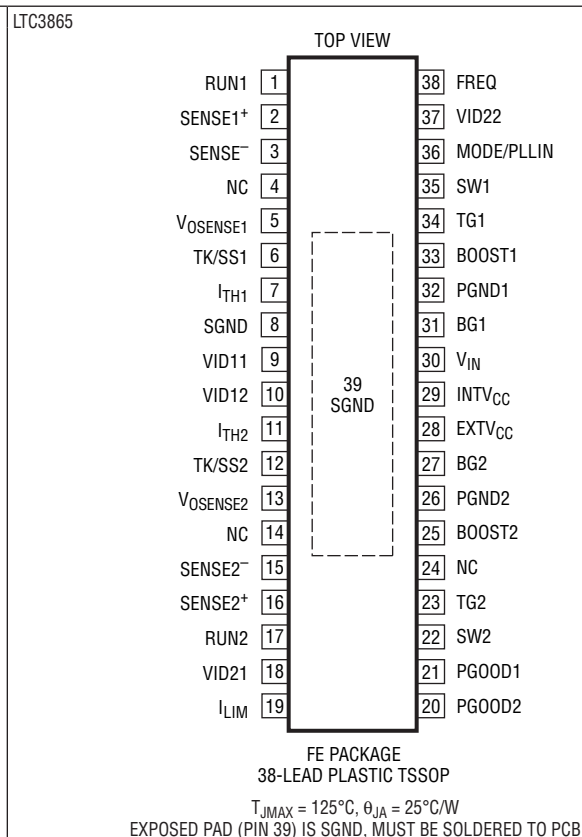 LTC3865
TOP VIEW
RUN1 1
SENSE1+ 2
SENSE– 3
NC 4
VOSENSE1 5
TK/SS1 6
ITH1 7
SGND 8
VID11 9
VID12 10
ITH2 11
TK/SS2 12
VOSENSE2 13
NC 14
SENSE2– 15
SENSE2+ 16
RUN2 17
VID21 18
ILIM 19
39
SGND
38 FREQ
37 VID22
36 MODE/PLLIN
35 SW1
34 TG1
33 BOOST1
32 PGND1
31 BG1
30 VIN
29 INTVCC
28 EXTVCC
27 BG2
26 PGND2
25 BOOST2
24 NC
23 TG2
22 SW2
21 PGOOD1
20 PGOOD2
FE PACKAGE
38-LEAD PLASTIC TSSOP
TJMAX = 125°C, θJA = 25°C/W
EXPOSED PAD (PIN 39) IS SGND, MUST BE SOLDERED TO PCB